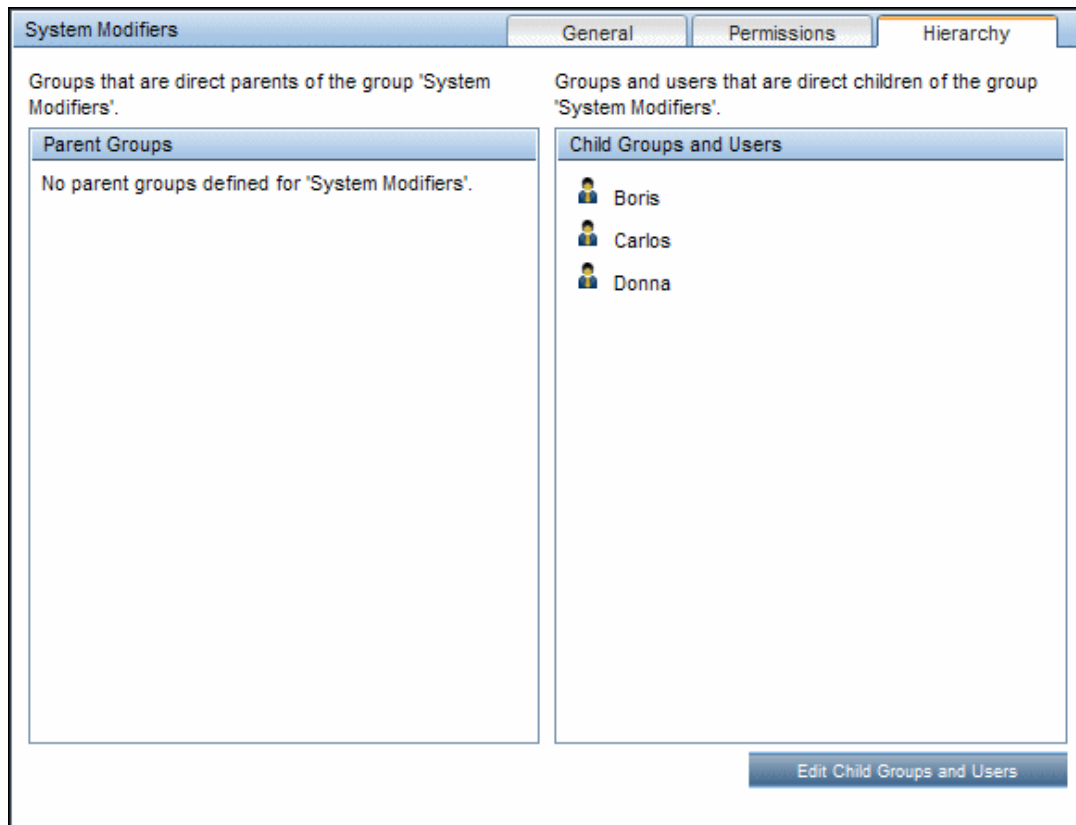 System Modifiers
General
Permissions
Hierarchy
Groups that are direct parents of the group 'System
Modifiers'.
Parent Groups
No parent groups defined for 'System Modifiers'.
Groups and users that are direct children of the group
'System Modifiers'.
Child Groups and Users
Boris
Carlos
Donna
Edit Child Groups and Users